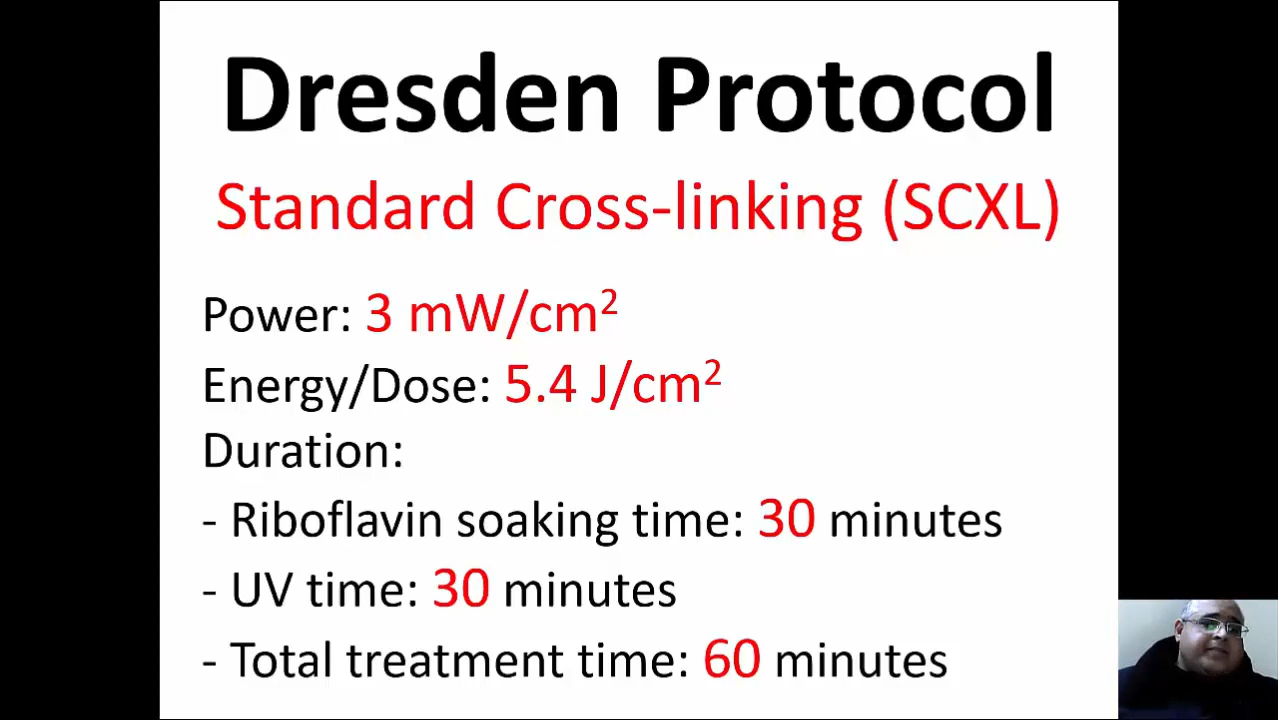 Dresden Protocol
Standard Cross-linking (SCXL)
Power: 3 mW/cm²
Energy/Dose: 5.4 J/cm²
Duration:
- Riboflavin soaking time: 30 minutes
- UV time: 30 minutes
- Total treatment time: 60 minutes